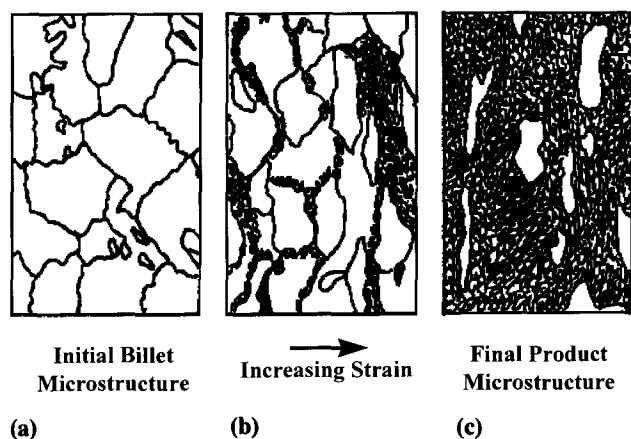 Initial Billet
Microstructure
Increasing Strain
Final Product
Microstructure
(a)
(b)
(c)